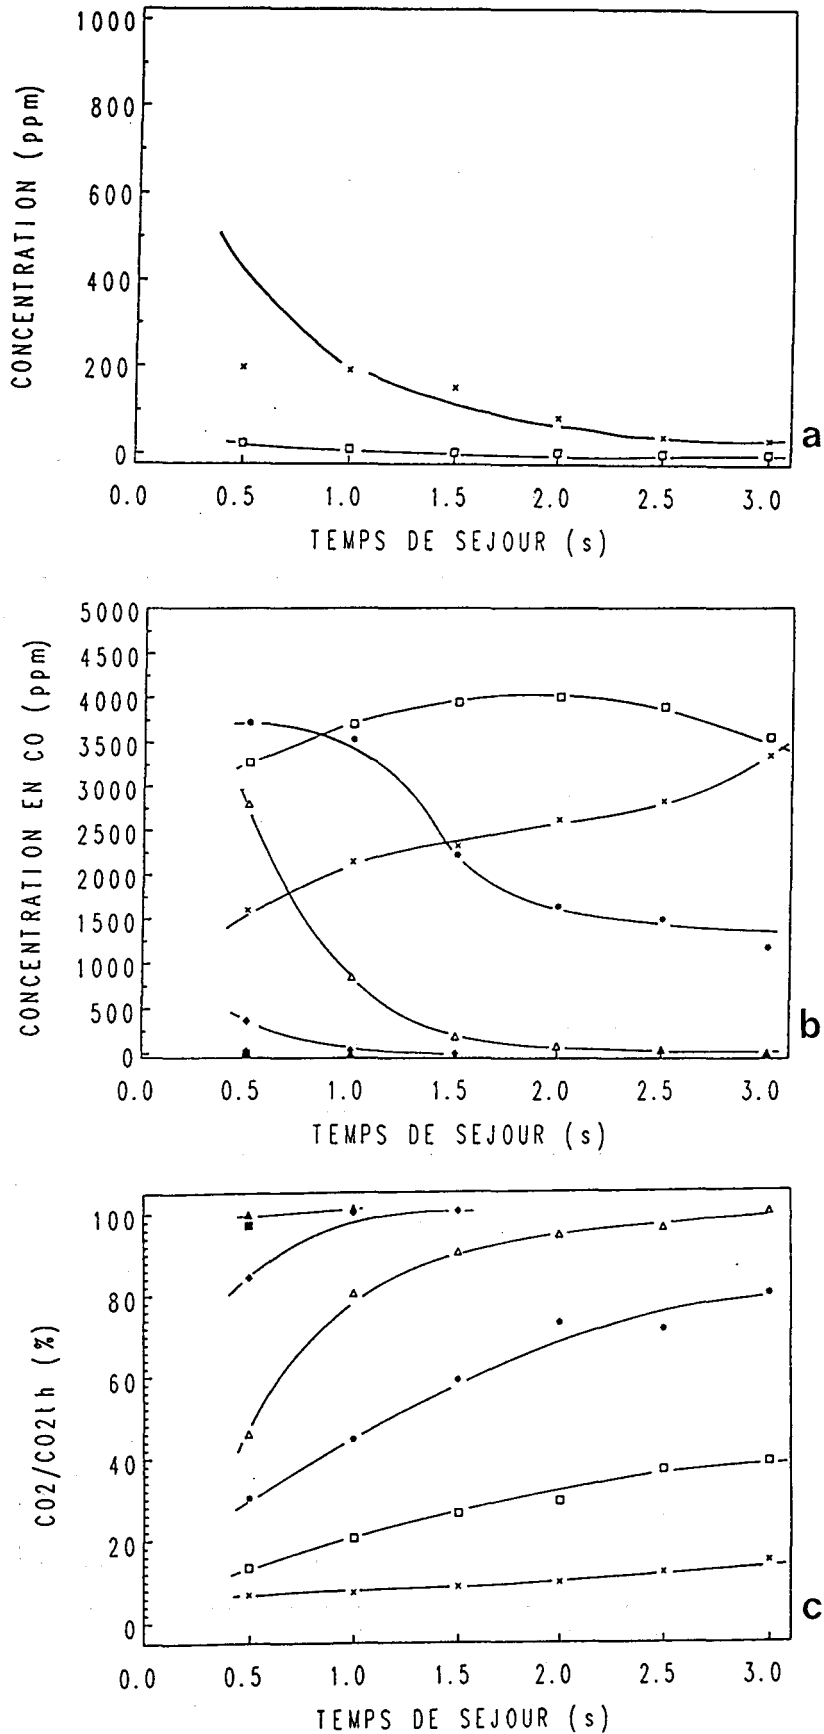 1000
800
600
400
200
0
CONCENTRATION (ppm)
0.0 0.5 1.0 1.5 2.0 2.5 3.0
TEMPS DE SEJOUR (s)
a
5000
4500
4000
3500
3000
2500
2000
1500
1000
500
0
CONCENTRATION EN CO (ppm)
0.0 0.5 1.0 1.5 2.0 2.5 3.0
TEMPS DE SEJOUR (s)
b
100
80
60
40
20
0
CO2/CO2th (%)
0.0 0.5 1.0 1.5 2.0 2.5 3.0
TEMPS DE SEJOUR (s)
c